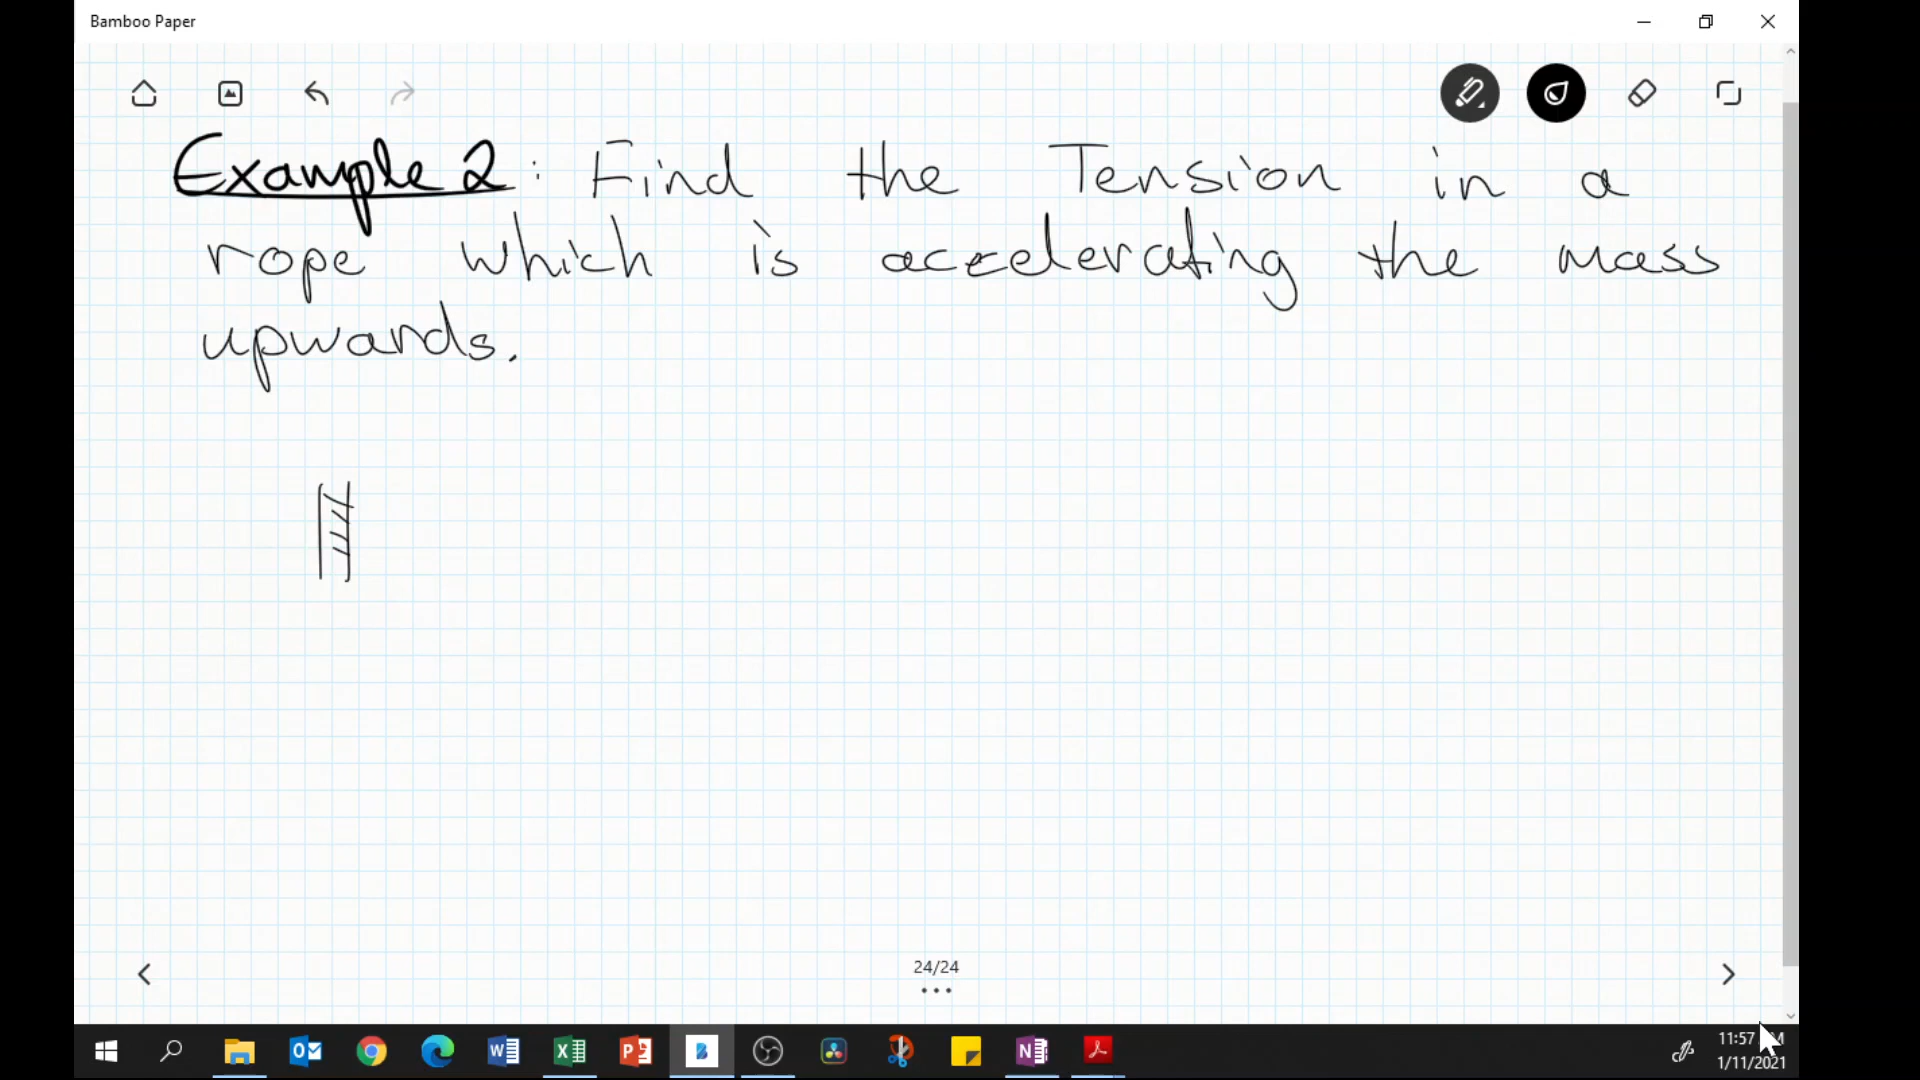 Bamboo Paper
Example 2: Find the Tension in a
rope which is accelerating the mass
upwards.
24/24
11:57 AM
1/11/2021